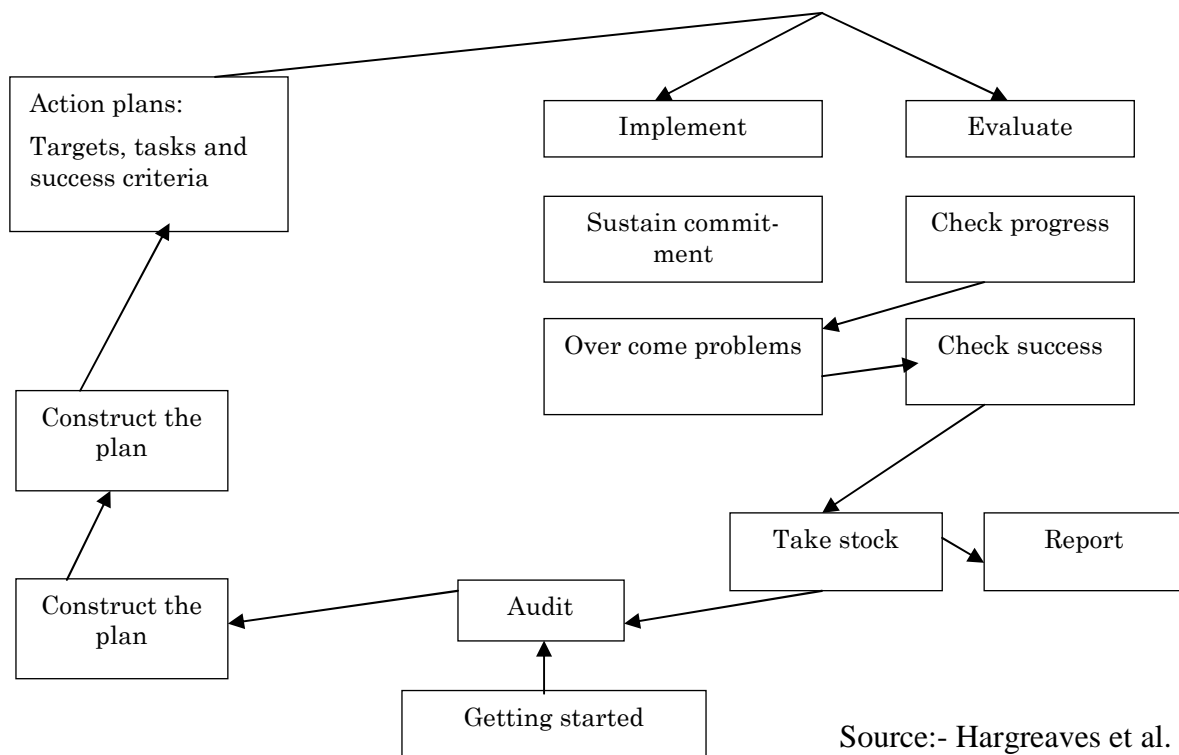 Action plans:
Targets, tasks and
success criteria
Implement
Evaluate
Sustain commit-
ment
Check progress
Over come problems
Check success
Construct the
plan
Take stock
Report
Construct the
plan
Audit
Getting started
Source:- Hargreaves et al.